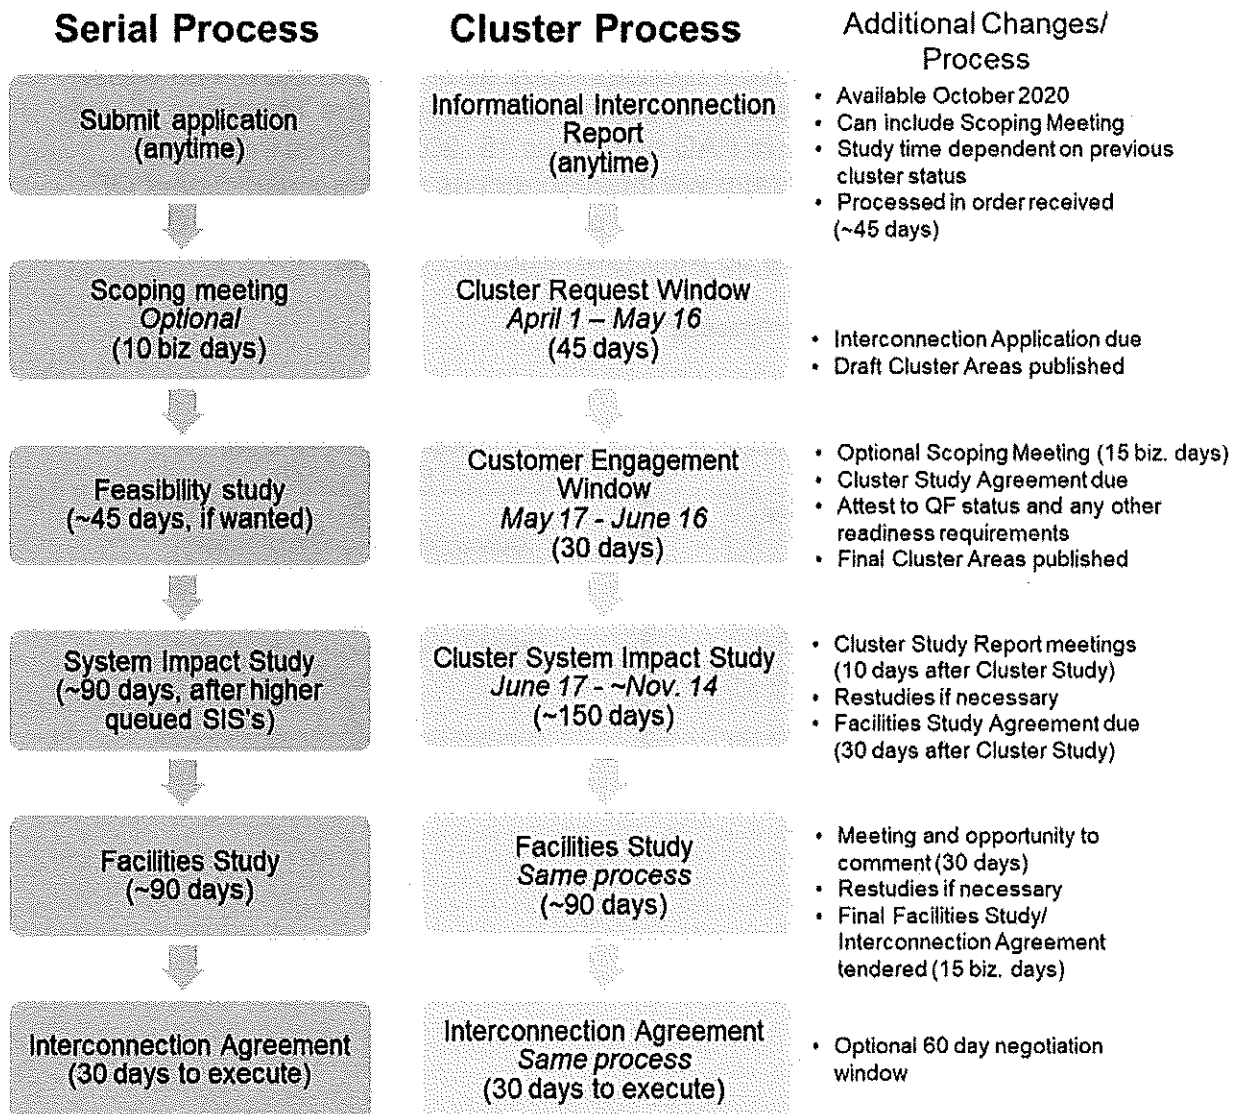 Serial Process
Submit application
(anytime)
Scoping meeting
Optional
(10 biz days)
Feasibility study
(~45 days, if wanted)
System Impact Study
(~90 days, after higher
queued SIS's)
Facilities Study
(~90 days)
Interconnection Agreement
(30 days to execute)
Cluster Process
Informational Interconnection
Report
(anytime)
Cluster Request Window
April 1 – May 16
(45 days)
Customer Engagement
Window
May 17 - June 16
(30 days)
Cluster System Impact Study
June 17 - ~Nov. 14
(~150 days)
Facilities Study
Same process
(~90 days)
Interconnection Agreement
Same process
(30 days to execute)
Additional Changes/
Process
• Available October 2020
• Can include Scoping Meeting
• Study time dependent on previous
cluster status
• Processed in order received
(~45 days)
• Interconnection Application due
• Draft Cluster Areas published
• Optional Scoping Meeting (15 biz. days)
• Cluster Study Agreement due
• Attest to QF status and any other
readiness requirements
• Final Cluster Areas published
• Cluster Study Report meetings
(10 days after Cluster Study)
• Restudies if necessary
• Facilities Study Agreement due
(30 days after Cluster Study)
• Meeting and opportunity to
comment (30 days)
• Restudies if necessary
• Final Facilities Study/
Interconnection Agreement
tendered (15 biz. days)
• Optional 60 day negotiation
window